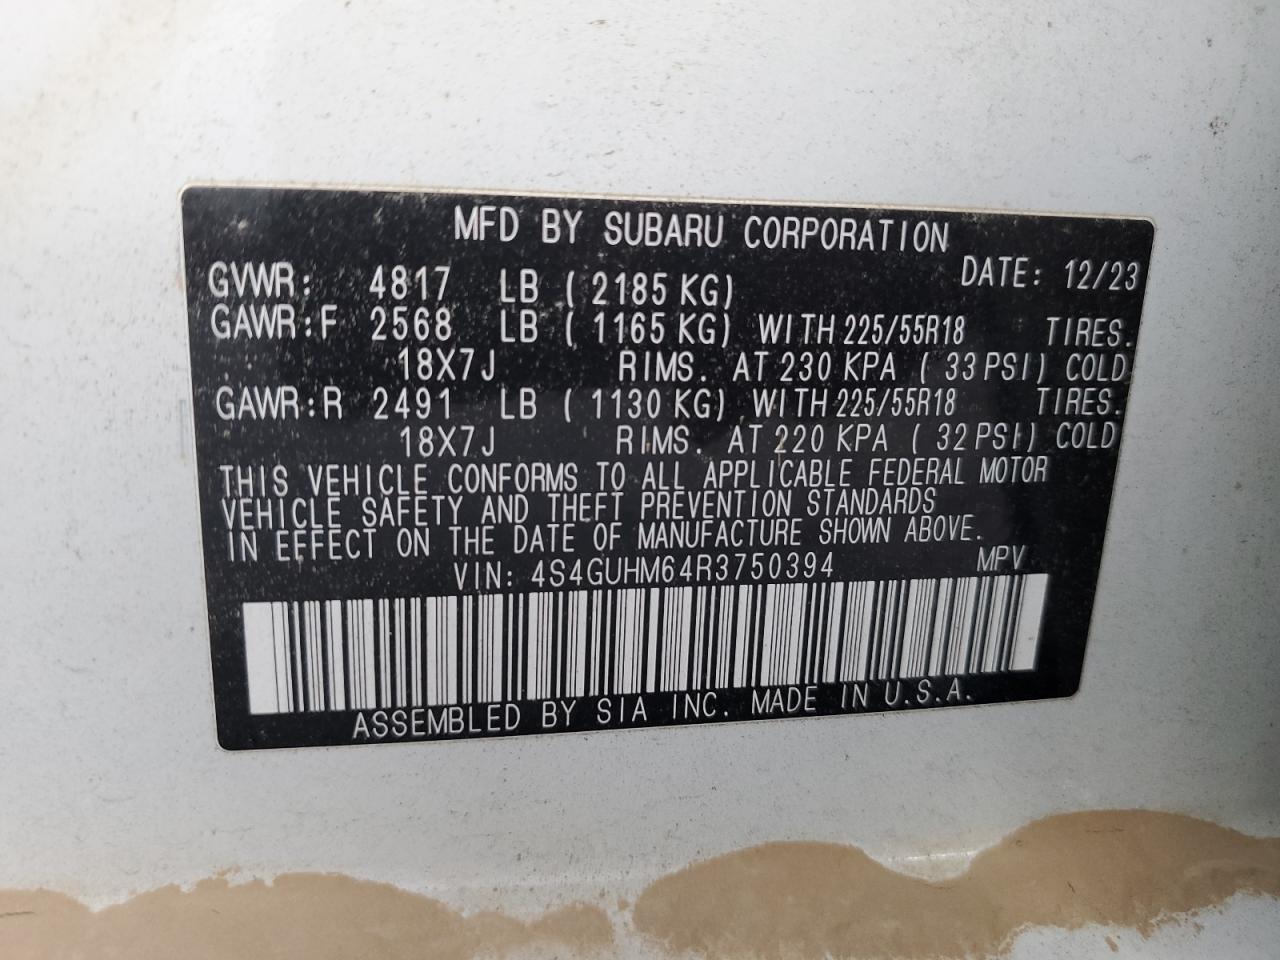 MFD BY SUBARU CORPORATION
GVWR: 4817 LB ( 2185 KG) DATE: 12/23
GAWR:F 2568 LB ( 1165 KG) WITH 225/55R18 TIRES.
18X7J RIMS. AT 230 KPA ( 33 PSI) COLD
GAWR:R 2491 LB ( 1130 KG) WITH 225/55R18 TIRES.
18X7J RIMS. AT 220 KPA ( 32 PSI) COLD
THIS VEHICLE CONFORMS TO ALL APPLICABLE FEDERAL MOTOR
VEHICLE SAFETY AND THEFT PREVENTION STANDARDS
IN EFFECT ON THE DATE OF MANUFACTURE SHOWN ABOVE.
VIN: 4S4GUHM64R3750394 MPV
ASSEMBLED BY SIA INC. MADE IN U.S.A.